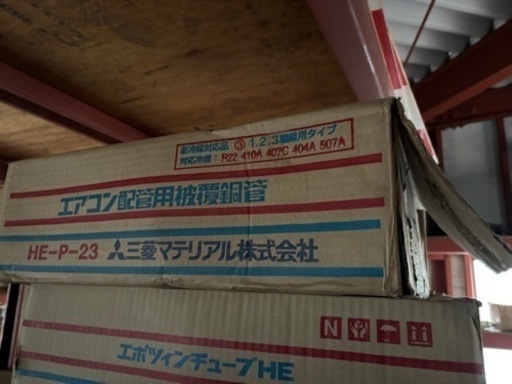 新冷媒対応品 ③ 1.2.3種兼用タイプ
対応冷媒:R22 410A 407C 404A 507A
エアコン配管用被覆銅管
HE-P-23 三菱マテリアル株式会社
エポツィンチューブHE